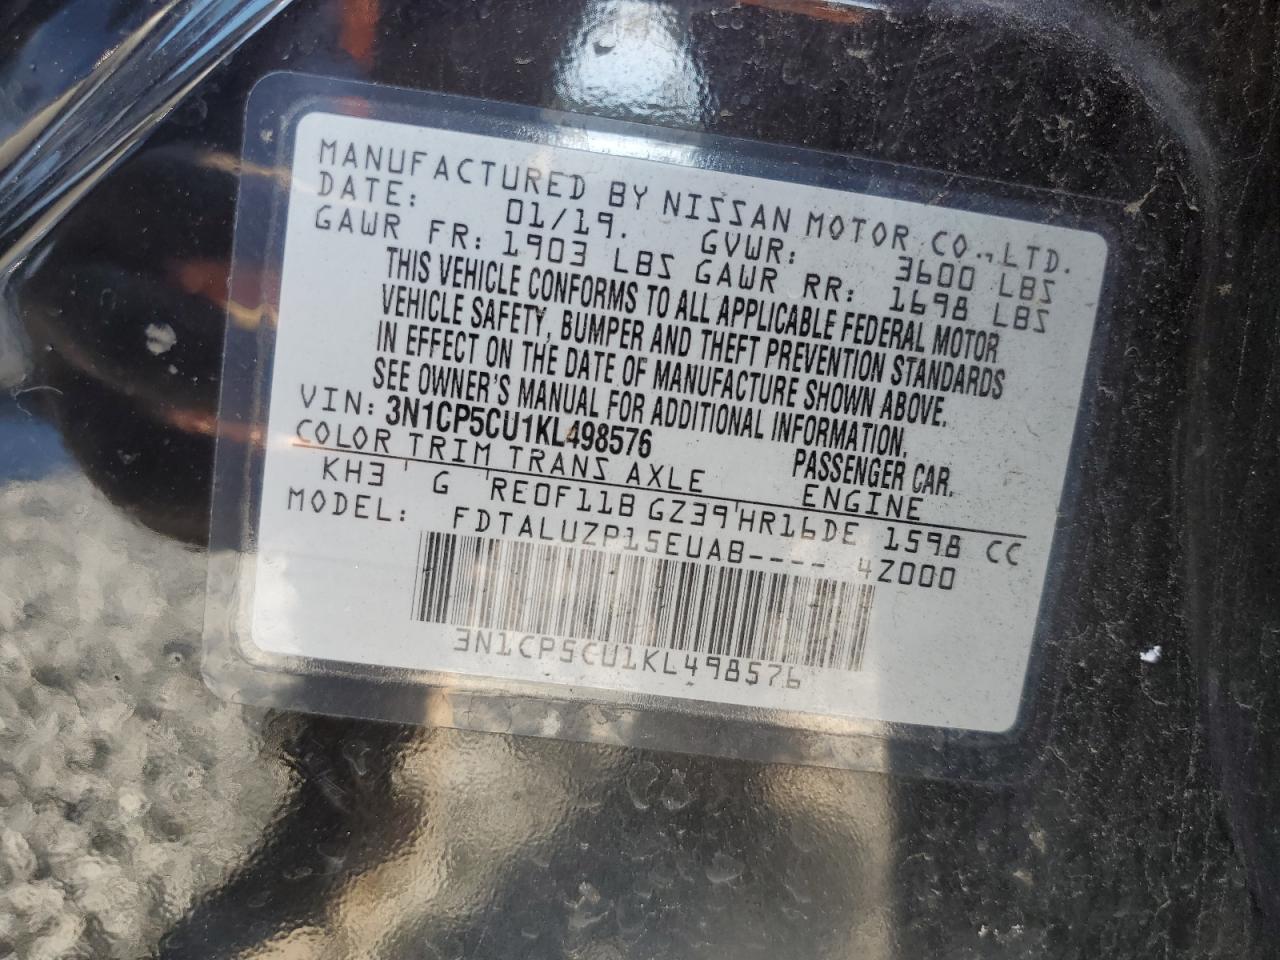 MANUFACTURED BY NISSAN MOTOR CO., LTD.
DATE: 01/19. GVWR: 3600 LBS
GAWR FR: 1903 LBS GAWR RR: 1698 LBS
THIS VEHICLE CONFORMS TO ALL APPLICABLE FEDERAL MOTOR
VEHICLE SAFETY, BUMPER AND THEFT PREVENTION STANDARDS
IN EFFECT ON THE DATE OF MANUFACTURE SHOWN ABOVE.
SEE OWNER'S MANUAL FOR ADDITIONAL INFORMATION.
VIN: 3N1CP5CU1KL498576 PASSENGER CAR.
COLOR TRIM TRANS AXLE ENGINE
KH3 G RE0F11B GZ39 HR16DE 1598 CC
MODEL: FDTALUZP15EUA8---- 4Z000
3N1CP5CU1KL498576